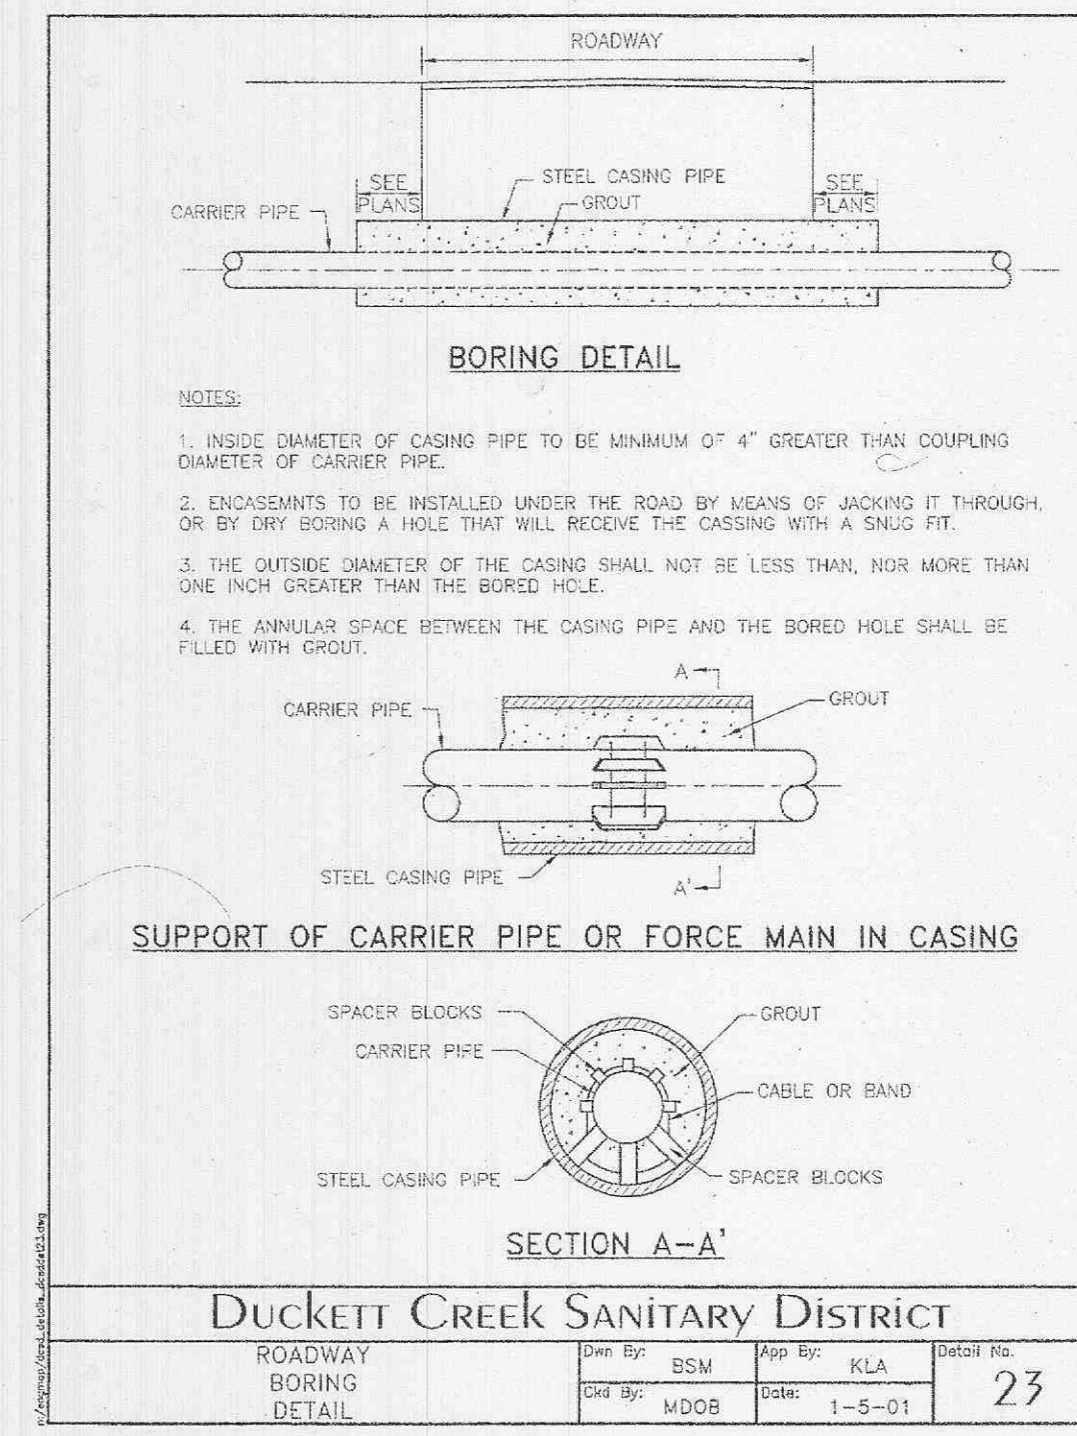 ROADWAY
SEE
PLANS
STEEL CASING PIPE
GROUT
SEE
PLANS
CARRIER PIPE
BORING DETAIL
NOTES:
1. INSIDE DIAMETER OF CASING PIPE TO BE MINIMUM OF 4" GREATER THAN COUPLING
DIAMETER OF CARRIER PIPE.
2. ENCASEMNTS TO BE INSTALLED UNDER THE ROAD BY MEANS OF JACKING IT THROUGH,
OR BY DRY BORING A HOLE THAT WILL RECEIVE THE CASSING WITH A SNUG FIT.
3. THE OUTSIDE DIAMETER OF THE CASING SHALL NOT BE LESS THAN, NOR MORE THAN
ONE INCH GREATER THAN THE BORED HOLE.
4. THE ANNULAR SPACE BETWEEN THE CASING PIPE AND THE BORED HOLE SHALL BE
FILLED WITH GROUT.
A
CARRIER PIPE
GROUT
STEEL CASING PIPE
A'
SUPPORT OF CARRIER PIPE OR FORCE MAIN IN CASING
SPACER BLOCKS
GROUT
CARRIER PIPE
CABLE OR BAND
STEEL CASING PIPE
SPACER BLOCKS
SECTION A-A'
DUCKETT CREEK SANITARY DISTRICT
ROADWAY
BORING
DETAIL
Dwn By:
BSM
App By:
KLA
Detail No.
23
Ckd By:
MDOB
Date:
1-5-01